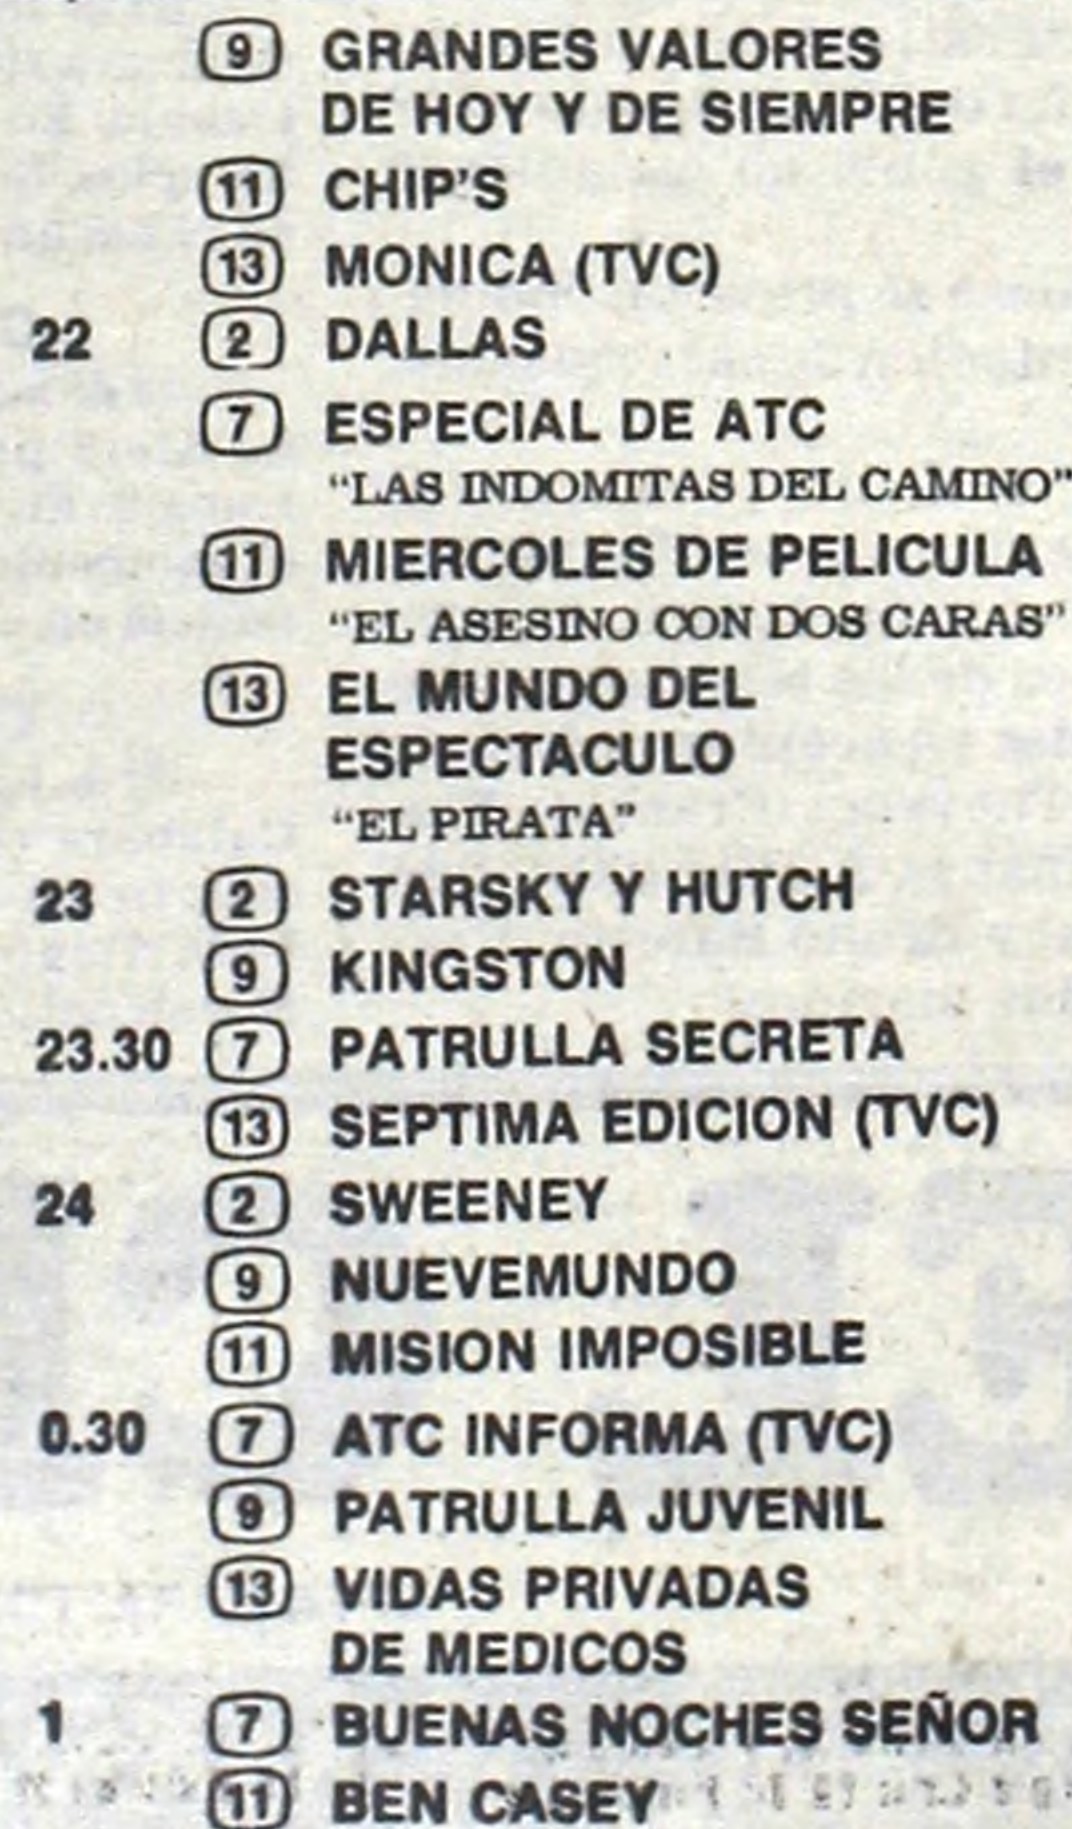 9 GRANDES VALORES
DE HOY Y DE SIEMPRE
11 CHIP'S
13 MONICA (TVC)
22 2 DALLAS
7 ESPECIAL DE ATC
“LAS INDOMITAS DEL CAMINO”
11 MIERCOLES DE PELICULA
“EL ASESINO CON DOS CARAS”
13 EL MUNDO DEL
ESPECTACULO
“EL PIRATA”
23 2 STARSKY Y HUTCH
9 KINGSTON
23.30 7 PATRULLA SECRETA
13 SEPTIMA EDICION (TVC)
24 2 SWEENEY
9 NUEVEMUNDO
11 MISION IMPOSIBLE
0.30 7 ATC INFORMA (TVC)
9 PATRULLA JUVENIL
13 VIDAS PRIVADAS
DE MEDICOS
1 7 BUENAS NOCHES SEÑOR
11 BEN CASEY